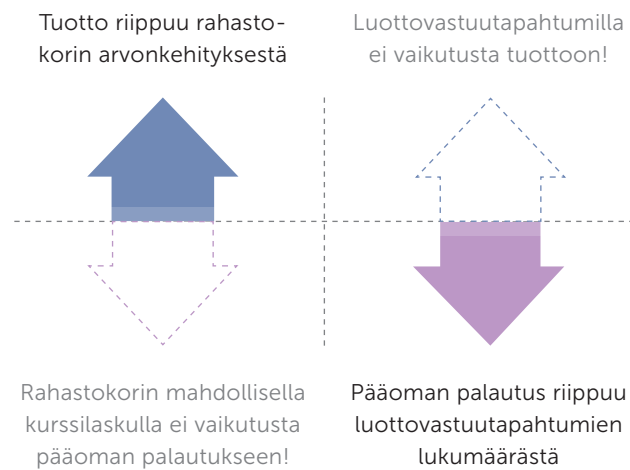 Tuotto riippuu rahasto-
korin arvonkehityksestä
Luottovastuutapahtumilla
ei vaikutusta tuottoon!
Rahastokorin mahdollisella
kurssilaskulla ei vaikutusta
pääoman palautukseen!
Pääoman palautus riippuu
luottovastuutapahtumien
lukumäärästä